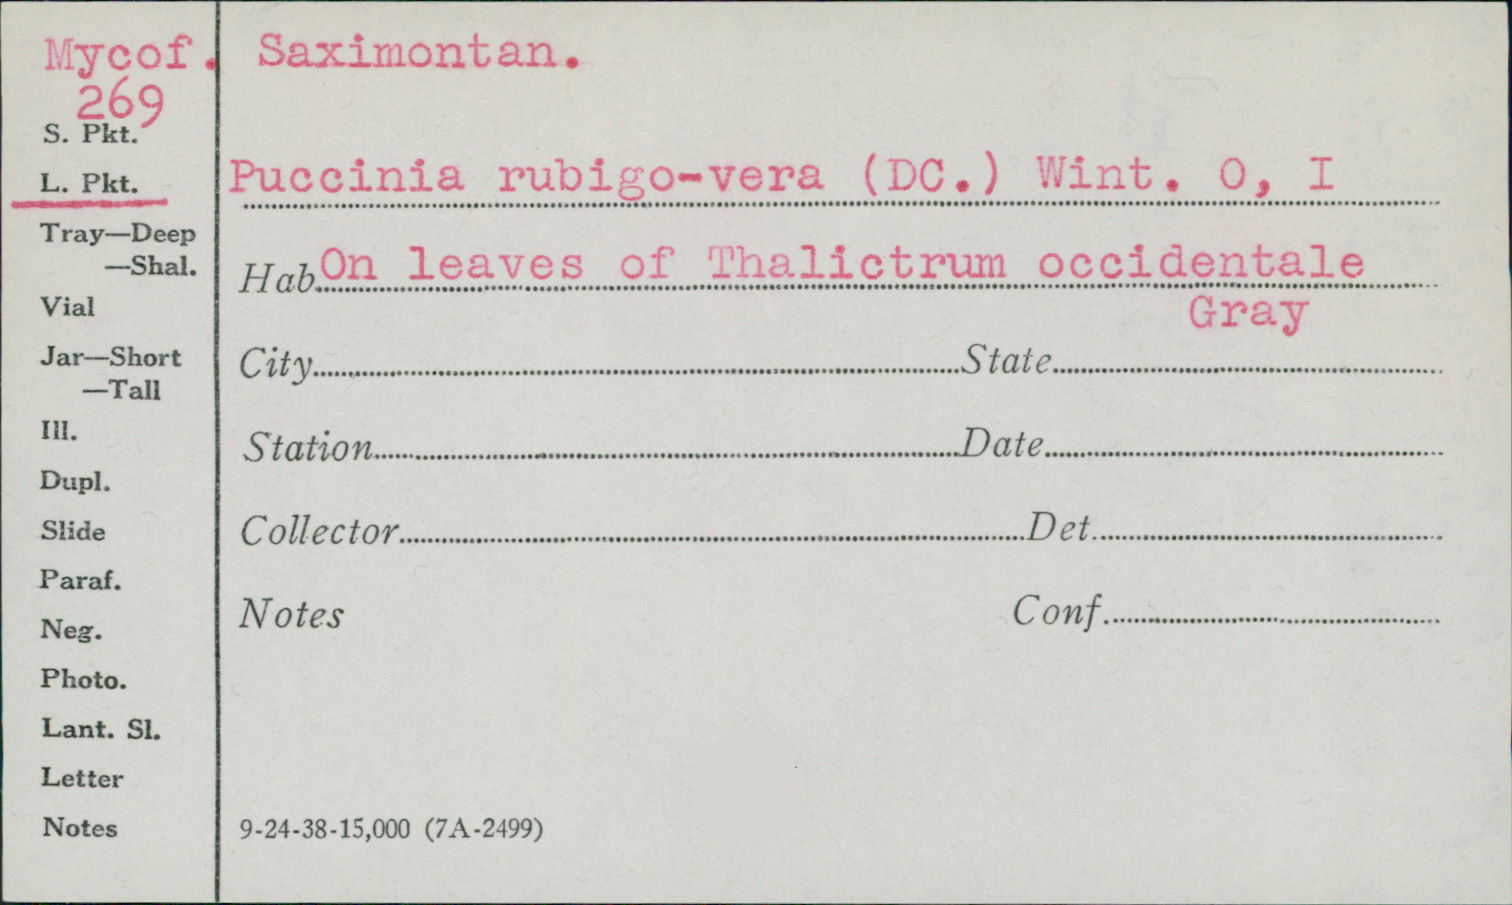 Mycof. Saximontan.
269
S. Pkt.
L. Pkt.
Puccinia rubigo-vera (DC.) Wint. O, I
Tray—Deep
—Shal.
Hab. On leaves of Thalictrum occidentale
Gray
Vial
Jar—Short
—Tall
City State
Ill.
Station Date
Dupl.
Slide
Collector Det.
Paraf.
Neg.
Notes Conf.
Photo.
Lant. Sl.
Letter
Notes
9-24-38-15,000 (7A-2499)